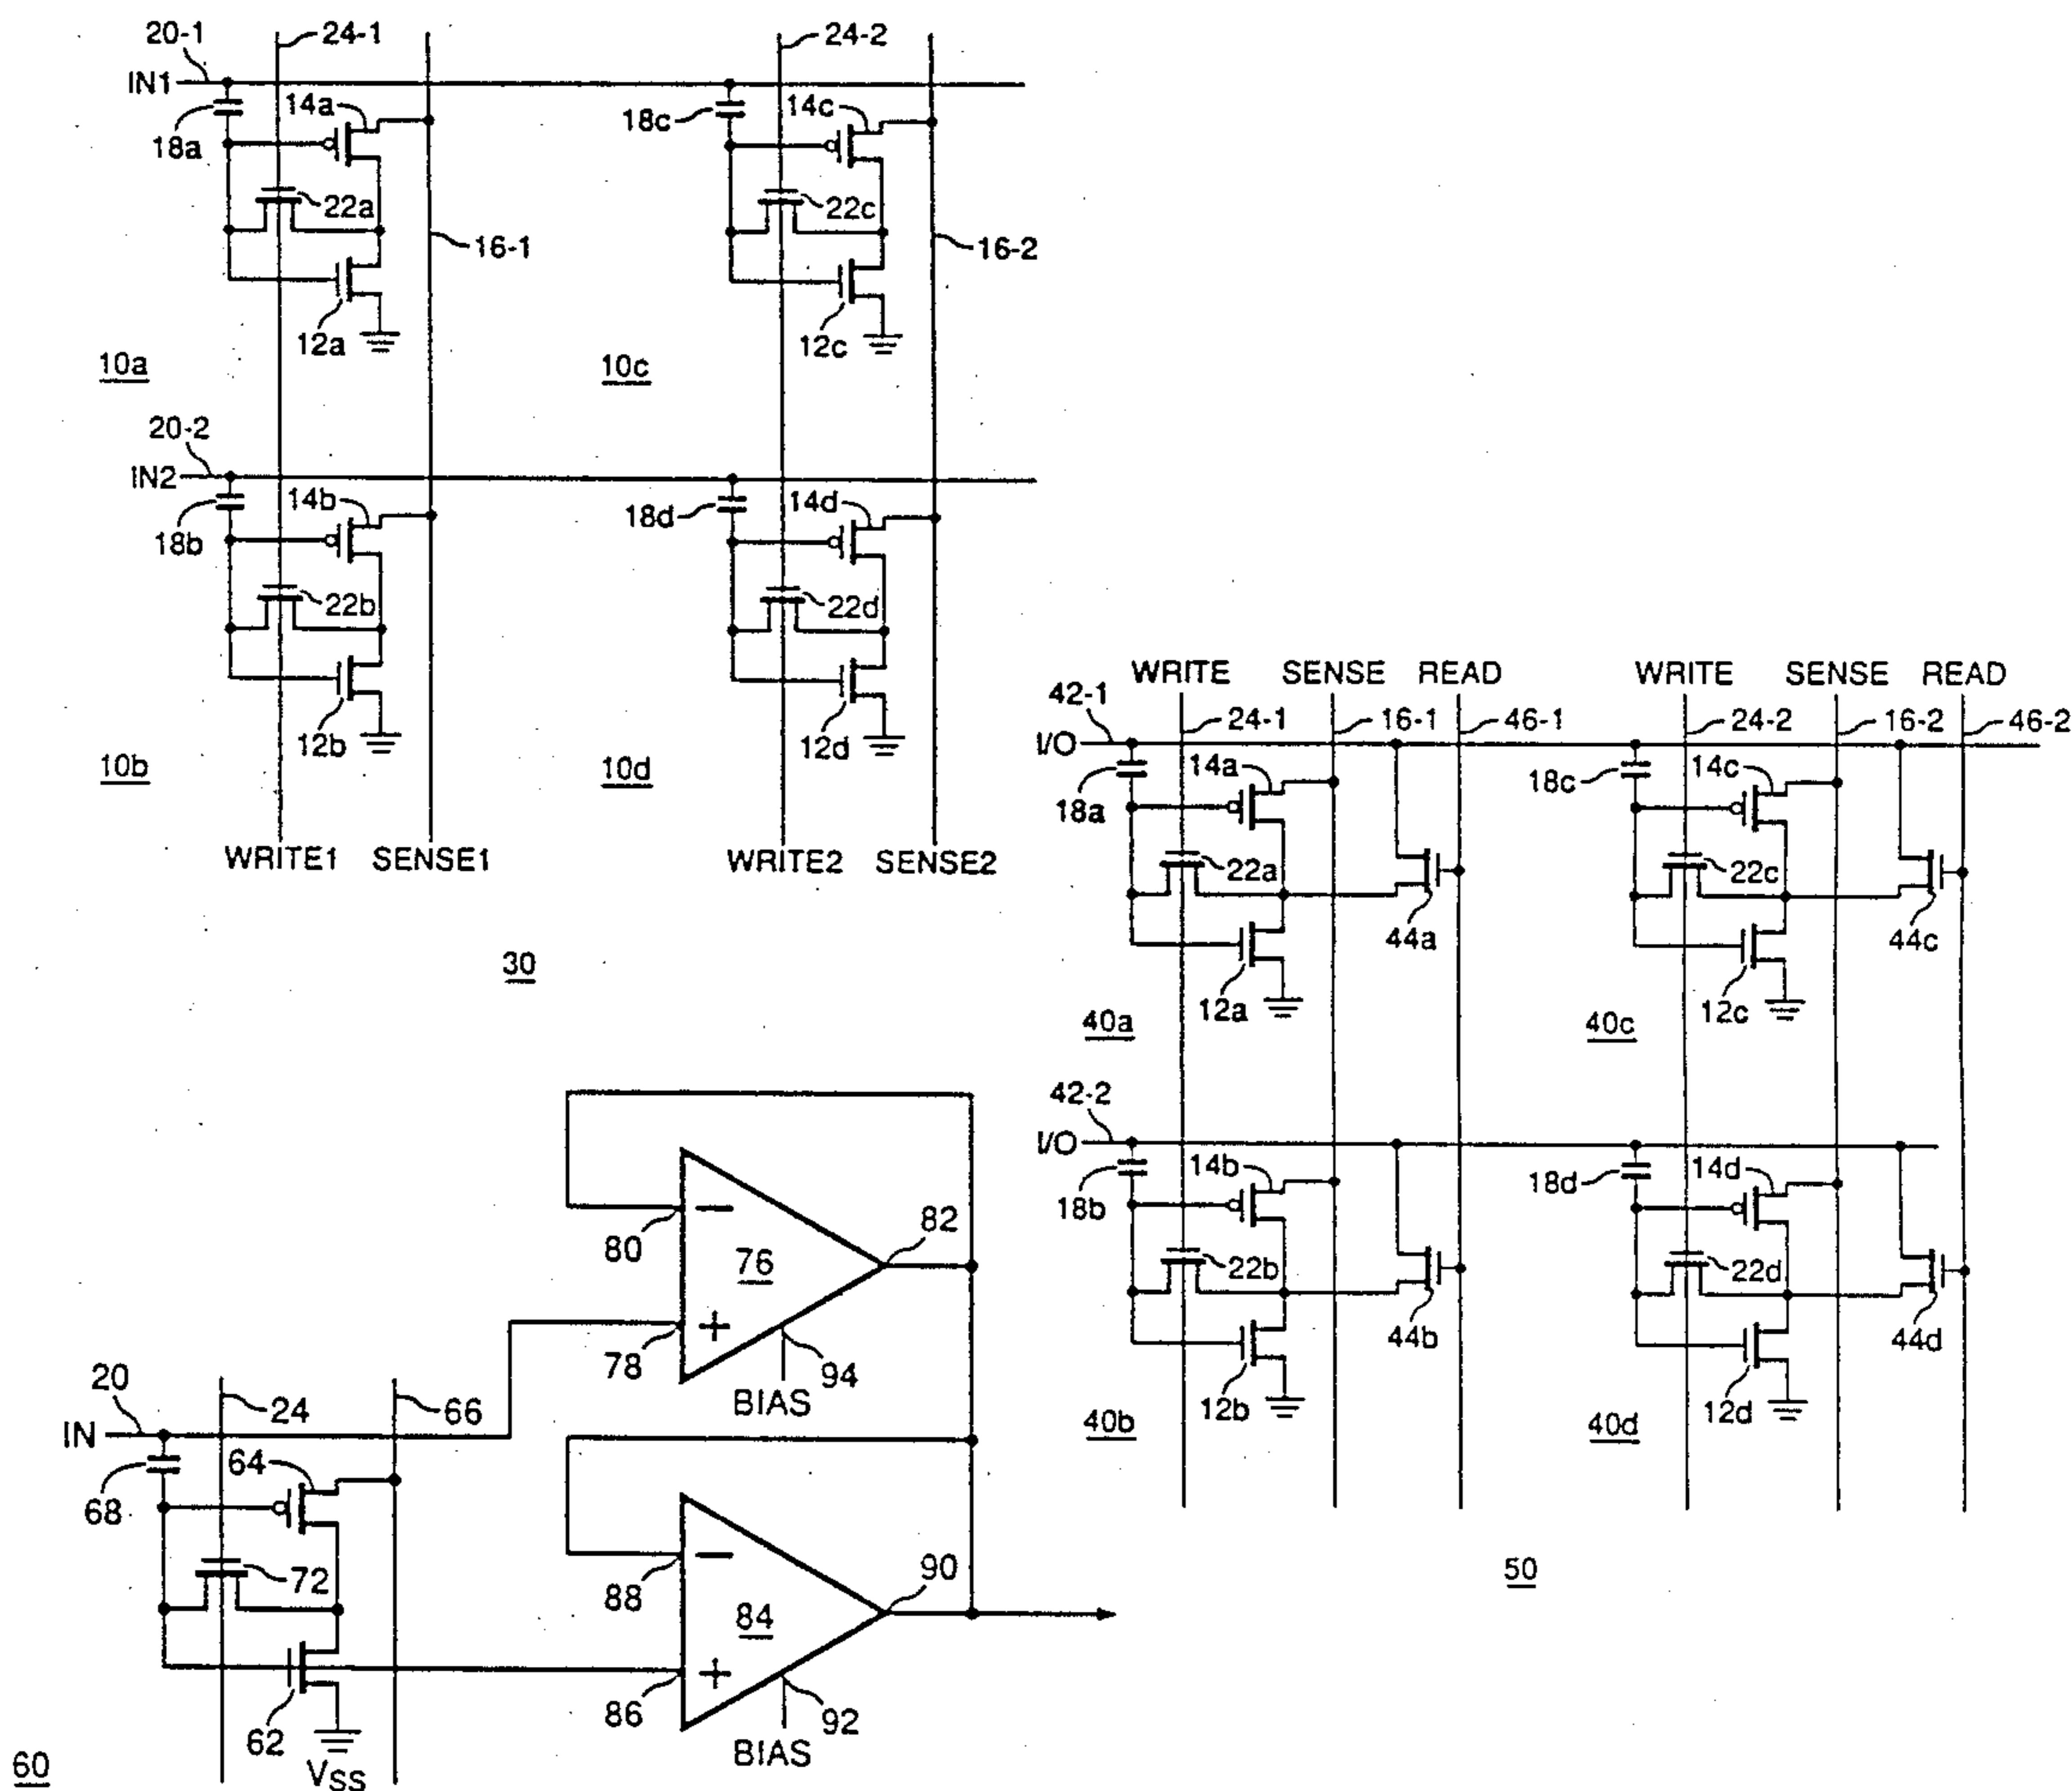 20-1
24-1
24-2
IN1
18a
14a
18c
14c
22a
22c
16-1
16-2
12a
12c
10a
10c
20-2
IN2
18b
14b
18d
14d
22b
22d
12b
12d
10b
10d
WRITE1
SENSE1
WRITE2
SENSE2
30
WRITE
SENSE
READ
WRITE
SENSE
READ
42-1
24-1
16-1
46-1
24-2
16-2
46-2
I/O
18a
14a
18c
14c
22a
22c
44a
44c
12a
12c
40a
40c
42-2
I/O
18b
14b
18d
14d
22b
22d
44b
44d
12b
12d
40b
40d
50
80
−
76
82
78
+
94
BIAS
20
24
66
IN
68
64
72
62
VSS
88
−
84
90
86
+
92
BIAS
60